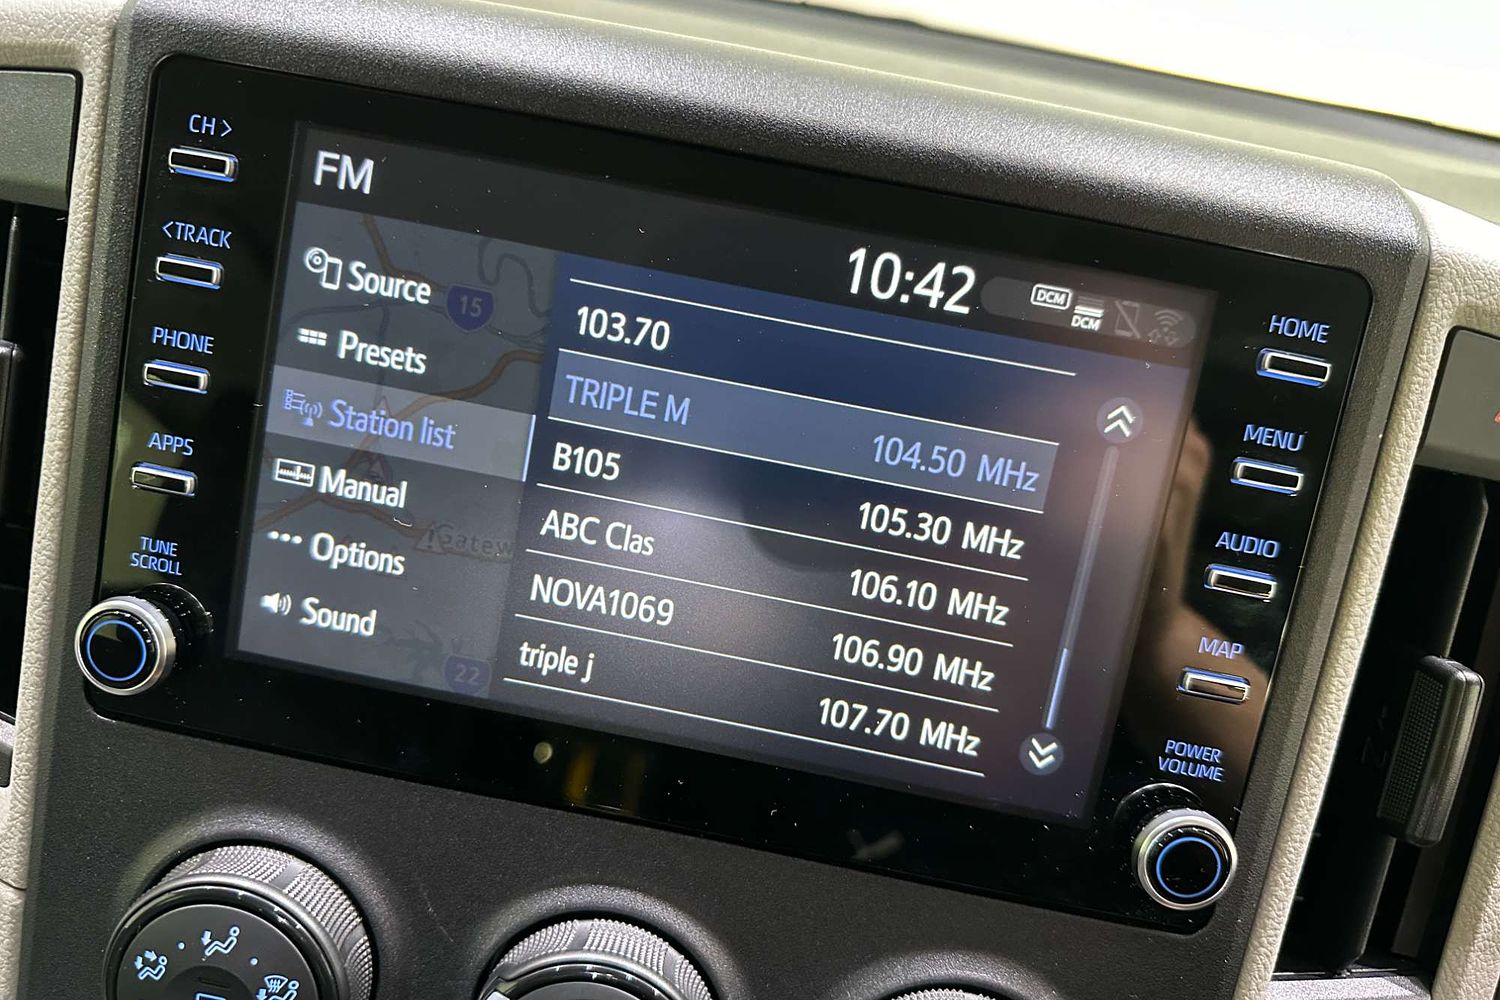 CH >
< TRACK
PHONE
APPS
TUNE
SCROLL
FM
10:42
DCM
DCM
Source
15
Presets
Station list
Manual
Options
Sound
22
103.70
TRIPLE M 104.50 MHz
B105 105.30 MHz
ABC Clas 106.10 MHz
NOVA1069 106.90 MHz
triple j 107.70 MHz
HOME
MENU
AUDIO
MAP
POWER
VOLUME